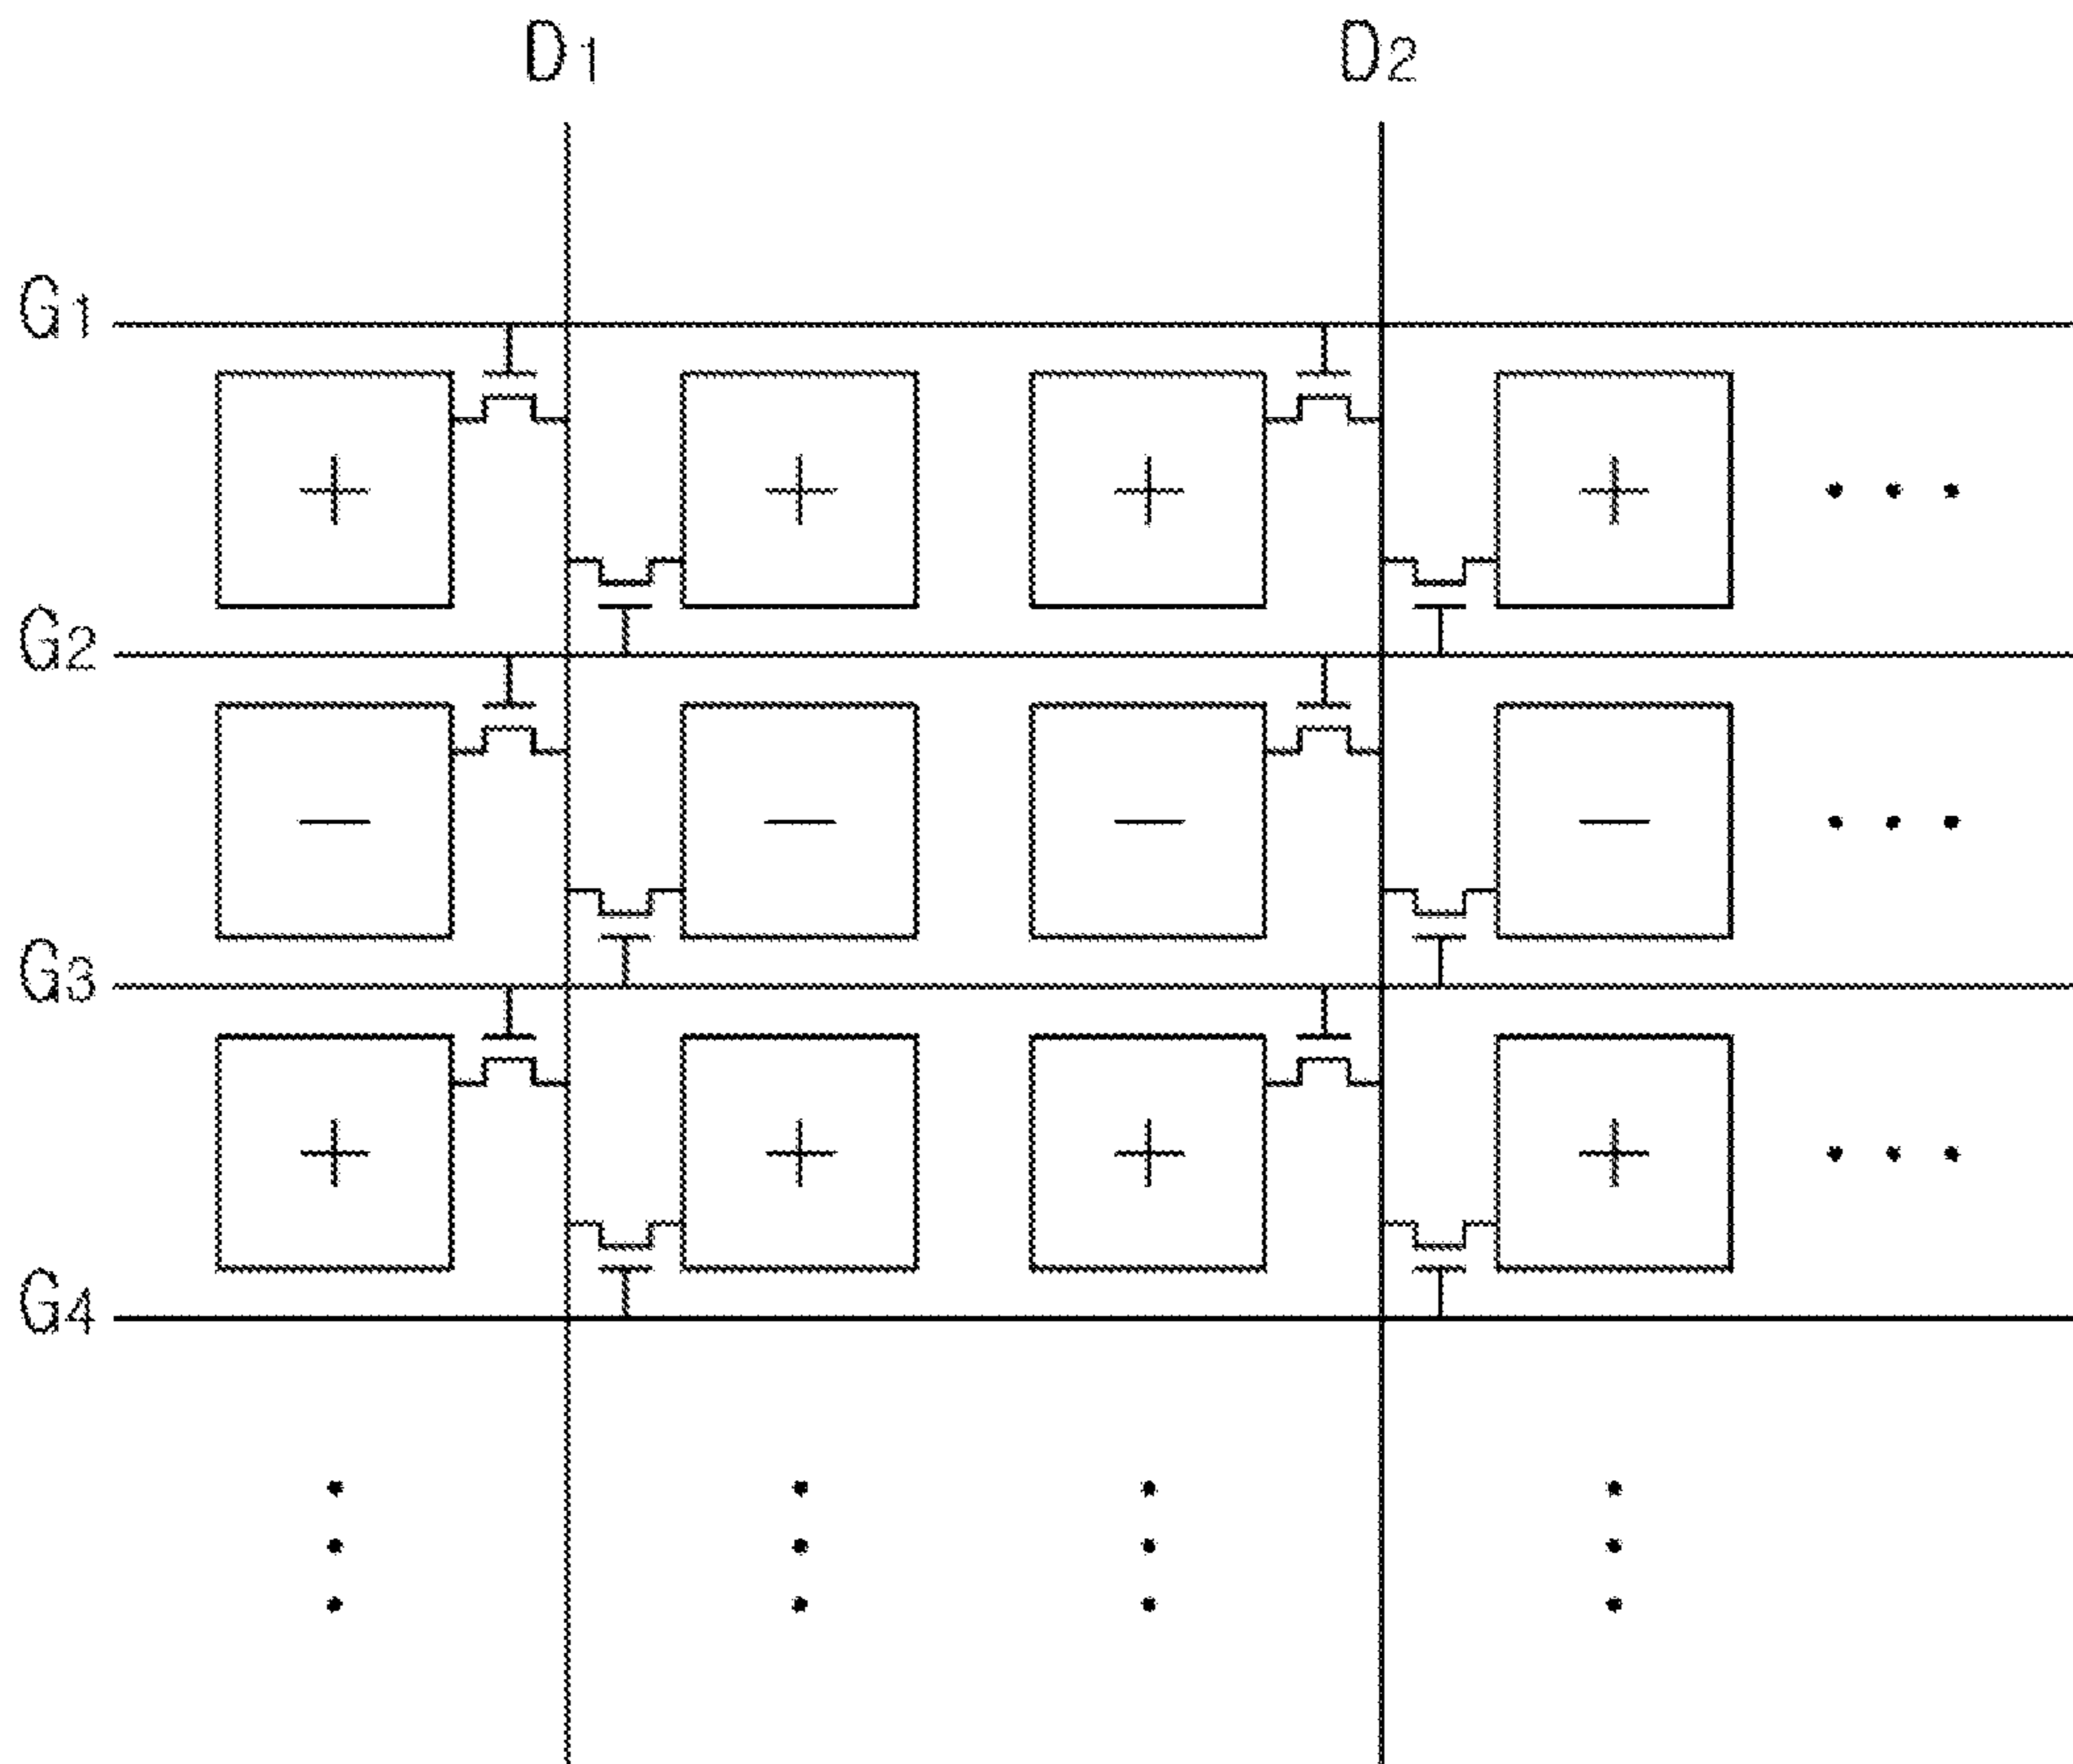 D1 D2
G1
+ + + +
G2
− − − −
G3
+ + + +
G4